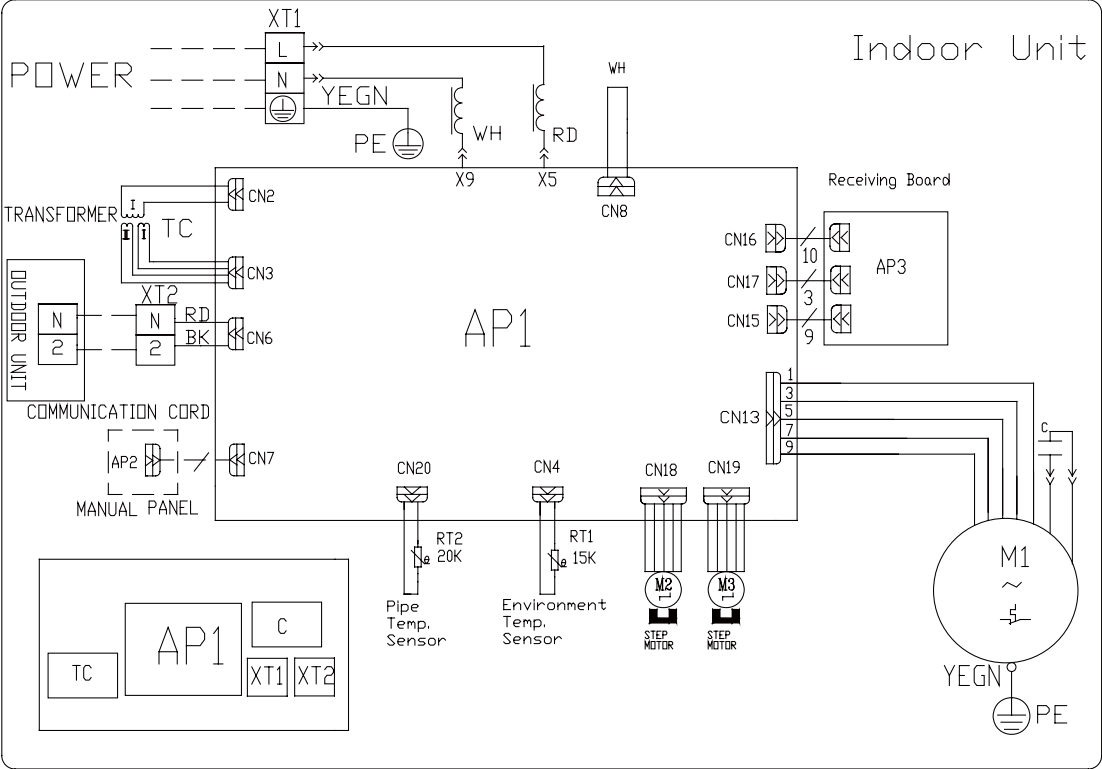 XT1
Indoor Unit
POWER
L
N
YEGN
PE
WH
RD
WH
X9
X5
CN8
Receiving Board
TRANSFORMER
I
TC
CN2
CN3
CN16
10
CN17
3
CN15
9
AP3
OUTDOOR UNIT
N
2
XT2
N
2
RD
BK
CN6
AP1
COMMUNICATION CORD
AP2
CN7
MANUAL PANEL
CN13
1
3
5
7
9
C
CN20
CN4
CN18
CN19
RT2
20K
RT1
15K
Pipe
Temp.
Sensor
Environment
Temp.
Sensor
M2
M3
STEP
MOTOR
STEP
MOTOR
M1
~
YEGN
PE
TC
AP1
C
XT1
XT2